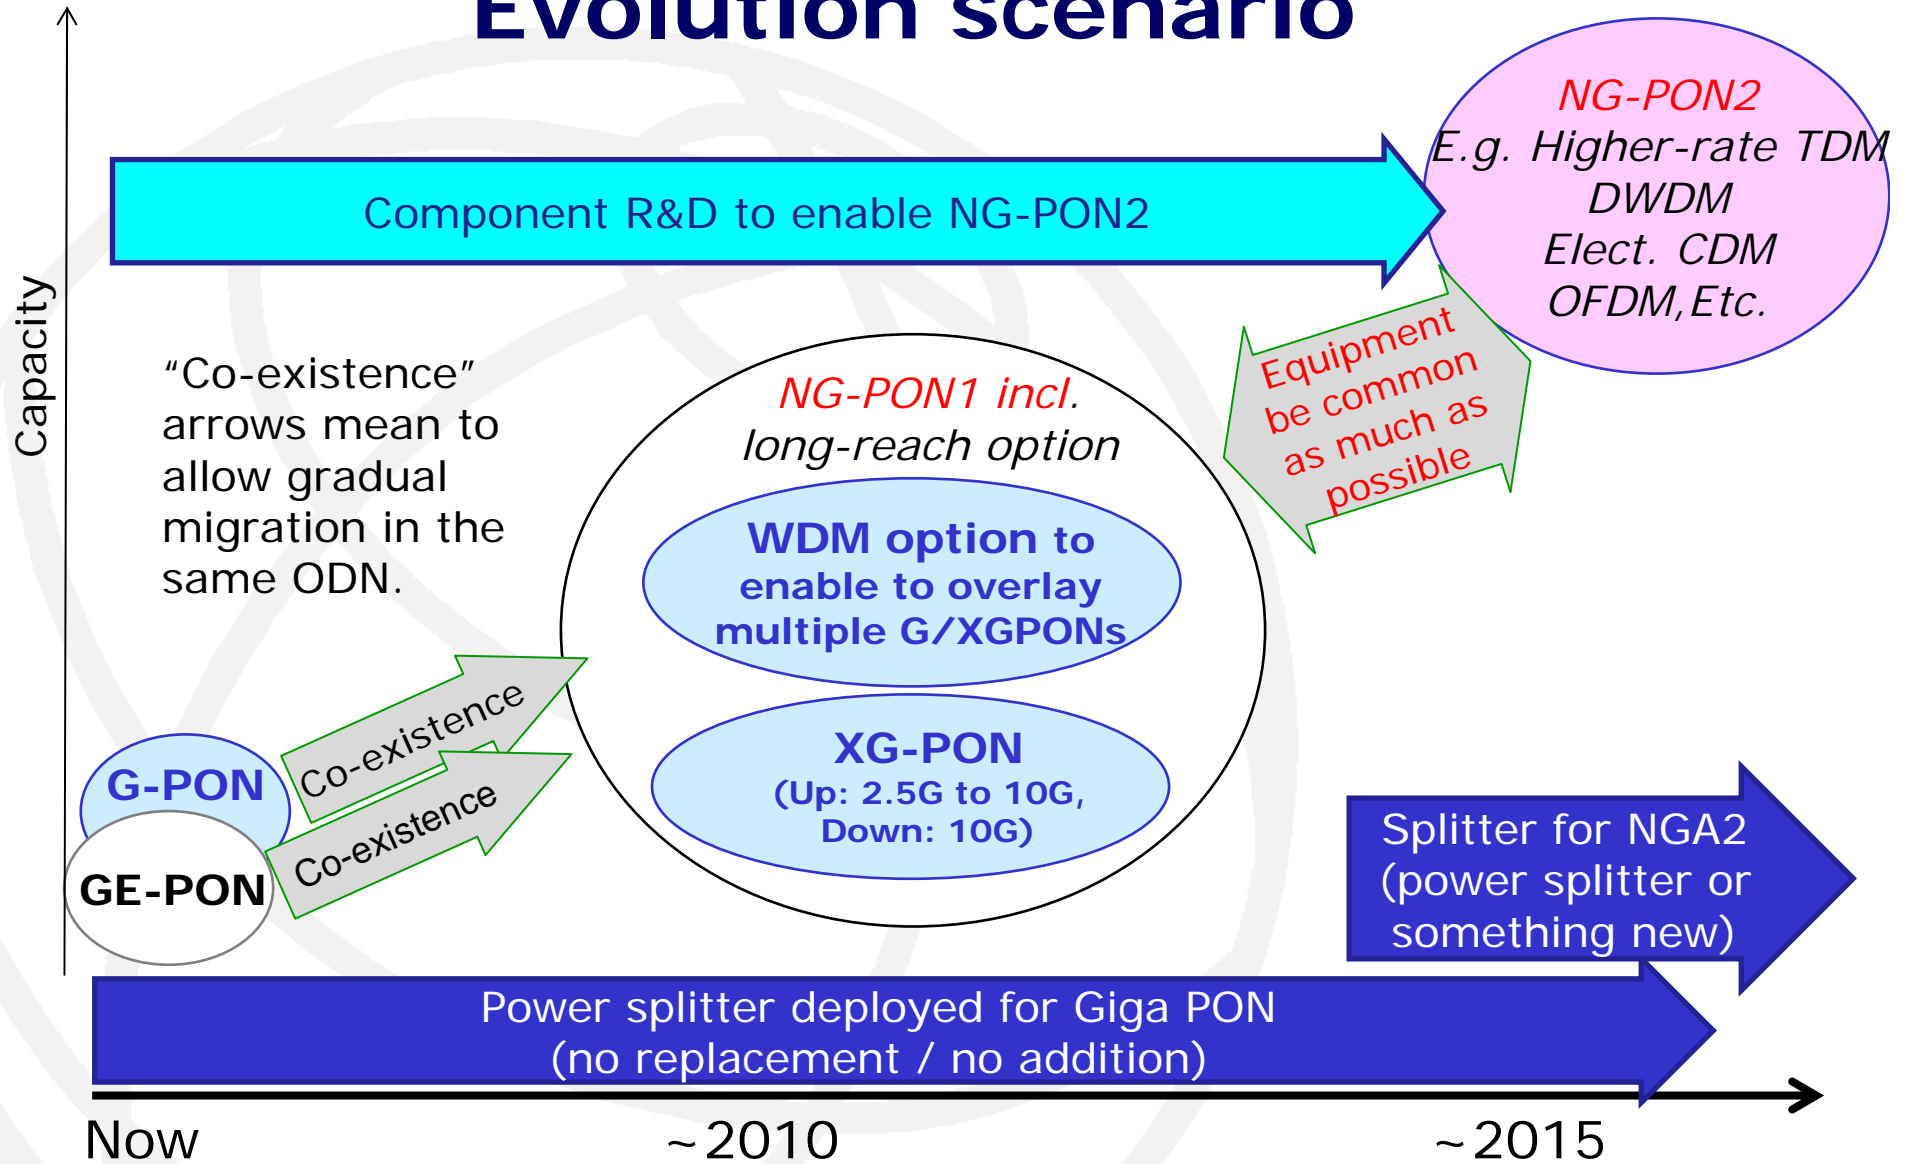 Evolution scenario
NG-PON2
E.g. Higher-rate TDM
DWDM
Elect. CDM
OFDM,Etc.
Component R&D to enable NG-PON2
Capacity
"Co-existence"
arrows mean to
allow gradual
migration in the
same ODN.
Equipment
be common
as much as
possible
NG-PON1 incl.
long-reach option
WDM option to
enable to overlay
multiple G/XGPONs
XG-PON
(Up: 2.5G to 10G,
Down: 10G)
Co-existence
Co-existence
G-PON
GE-PON
Splitter for NGA2
(power splitter or
something new)
Power splitter deployed for Giga PON
(no replacement / no addition)
Now
~2010
~2015